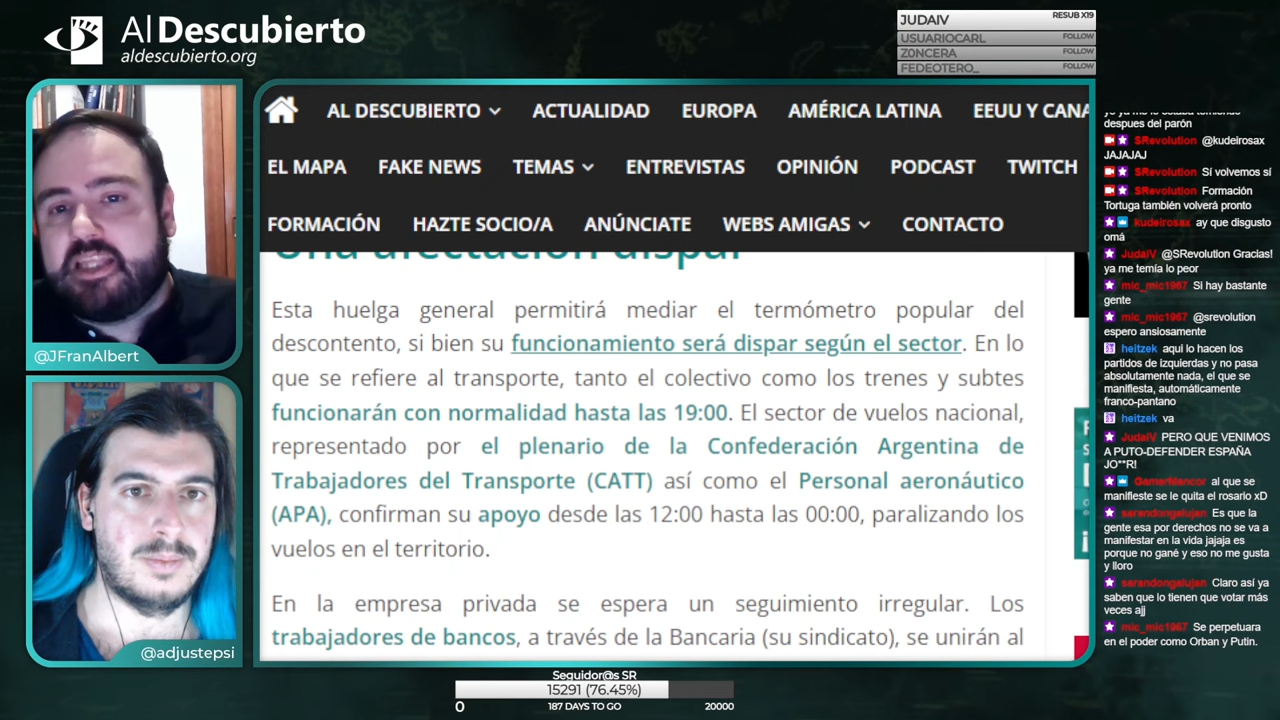 Al Descubierto
aldescubierto.org
JUDAIV RESUB X19
USUARIOCARL FOLLOW
Z0NCERA FOLLOW
FEDEOTERO_ FOLLOW
@JFranAlbert
@adjustepsi
AL DESCUBIERTO ACTUALIDAD EUROPA AMÉRICA LATINA EEUU Y CANA
EL MAPA FAKE NEWS TEMAS ENTREVISTAS OPINIÓN PODCAST TWITCH
FORMACIÓN HAZTE SOCIO/A ANÚNCIATE WEBS AMIGAS CONTACTO
Una afectación dispar
Esta huelga general permitirá mediar el termómetro popular del
descontento, si bien su funcionamiento será dispar según el sector. En lo
que se refiere al transporte, tanto el colectivo como los trenes y subtes
funcionarán con normalidad hasta las 19:00. El sector de vuelos nacional,
representado por el plenario de la Confederación Argentina de
Trabajadores del Transporte (CATT) así como el Personal aeronáutico
(APA), confirman su apoyo desde las 12:00 hasta las 00:00, paralizando los
vuelos en el territorio.
En la empresa privada se espera un seguimiento irregular. Los
trabajadores de bancos, a través de la Bancaria (su sindicato), se unirán al
despues del parón
SRevolution @kudeirosax
JAJAJAJ
SRevolution Sí volvemos sí
SRevolution Formación
Tortuga también volverá pronto
kudeirosax ay que disgusto
omá
JudaIV @SRevolution Gracias!
ya me temía lo peor
mic_mic1967 Si hay bastante
gente
mic_mic1967 @srevolution
espero ansiosamente
heitzek aqui lo hacen los
partidos de izquierdas y no pasa
absolutamente nada, el que se
manifiesta, automáticamente
franco-pantano
heitzek va
JudaIV PERO QUE VENIMOS
A PUTO-DEFENDER ESPAÑA
JO**R!
GamerMancor al que se
manifieste se le quita el rosario xD
sarandongalujan Es que la
gente esa por derechos no se va a
manifestar en la vida jajaja es
porque no gané y eso no me gusta
y lloro
sarandongalujan Claro así ya
saben que lo tienen que votar más
veces ajj
mic_mic1967 Se perpetuara
en el poder como Orban y Putin.
Seguidor@s SR
15291 (76.45%)
0 187 DAYS TO GO 20000